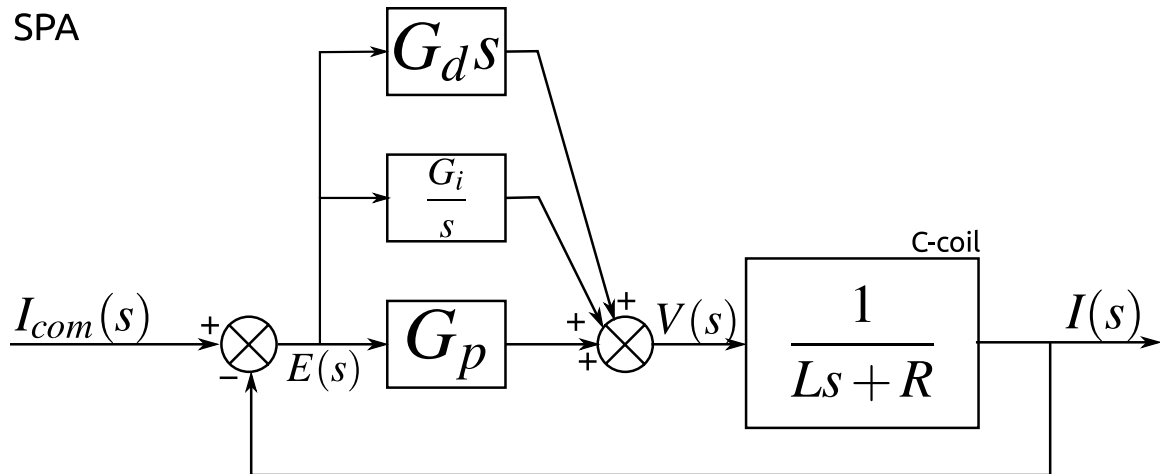 SPA
G_d s
G_i
s
C-coil
I_com(s)
+
−
E(s)
G_p
+
+
+
V(s)
1
Ls + R
I(s)